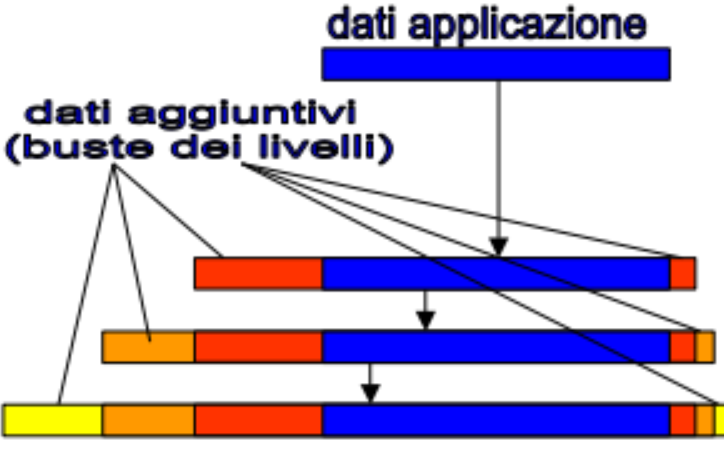 dati applicazione
dati aggiuntivi
(buste dei livelli)